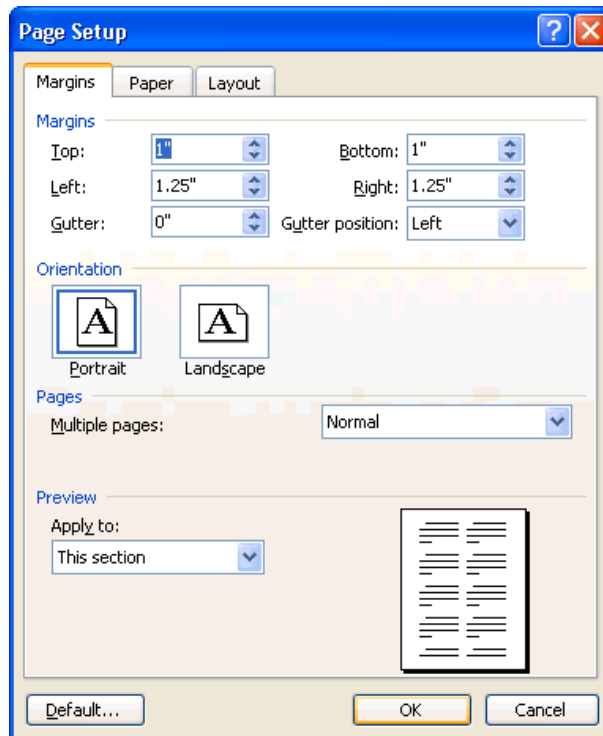 Page Setup
Margins Paper Layout
Margins
Top: 1" Bottom: 1"
Left: 1.25" Right: 1.25"
Gutter: 0" Gutter position: Left
Orientation
A A
Portrait Landscape
Pages
Multiple pages: Normal
Preview
Apply to:
This section
Default... OK Cancel